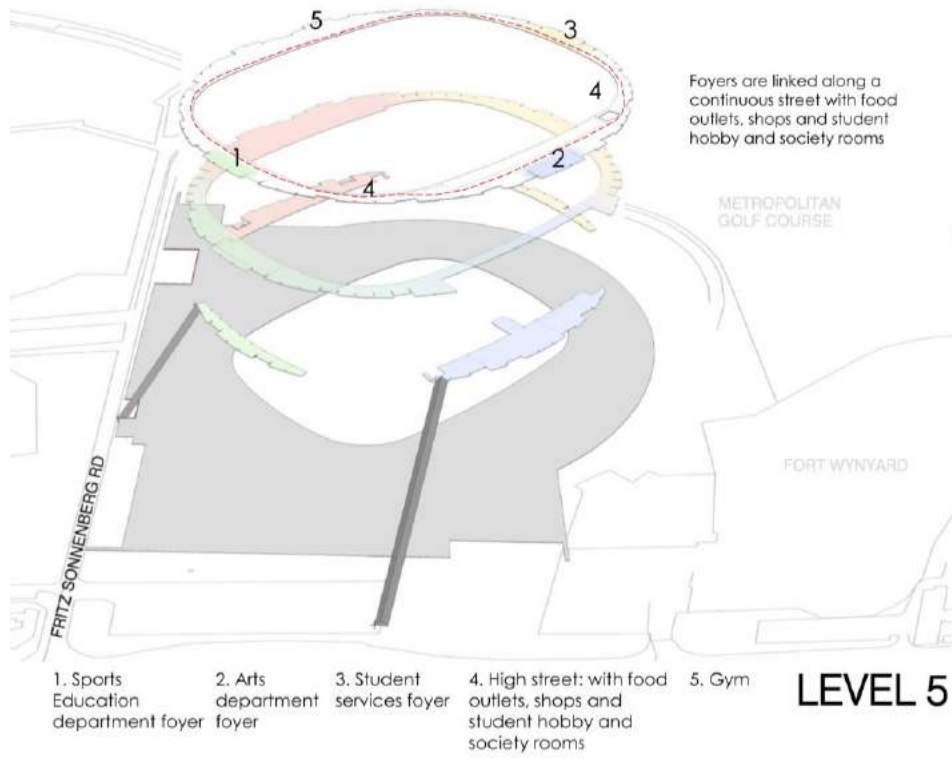 5
3
4
Foyers are linked along a
continuous street with food
outlets, shops and student
hobby and society rooms
1
2
4
METROPOLITAN
GOLF COURSE
FORT WYNYARD
FRITZ SONNENBERG RD
1. Sports
Education
department foyer
2. Arts
department
foyer
3. Student
services foyer
4. High street: with food
outlets, shops and
student hobby and
society rooms
5. Gym
LEVEL 5